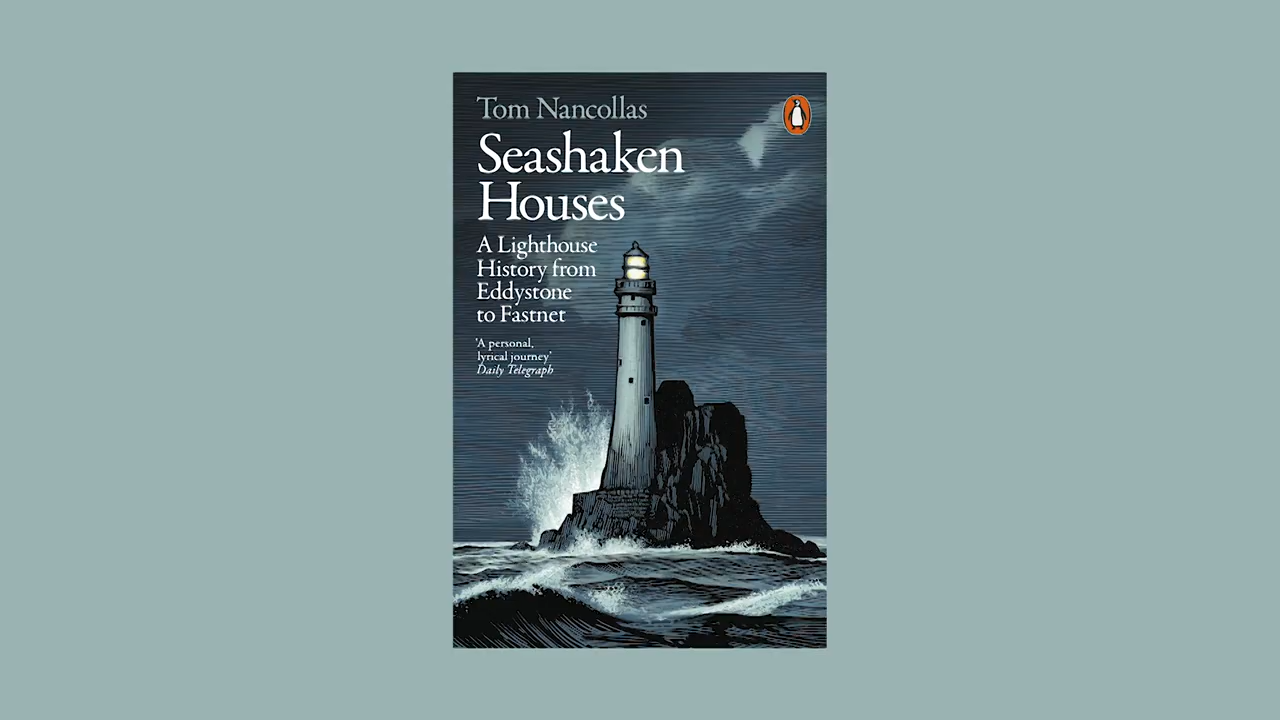 Tom Nancollas
Seashaken
Houses
A Lighthouse
History from
Eddystone
to Fastnet
'A personal,
lyrical journey'
Daily Telegraph